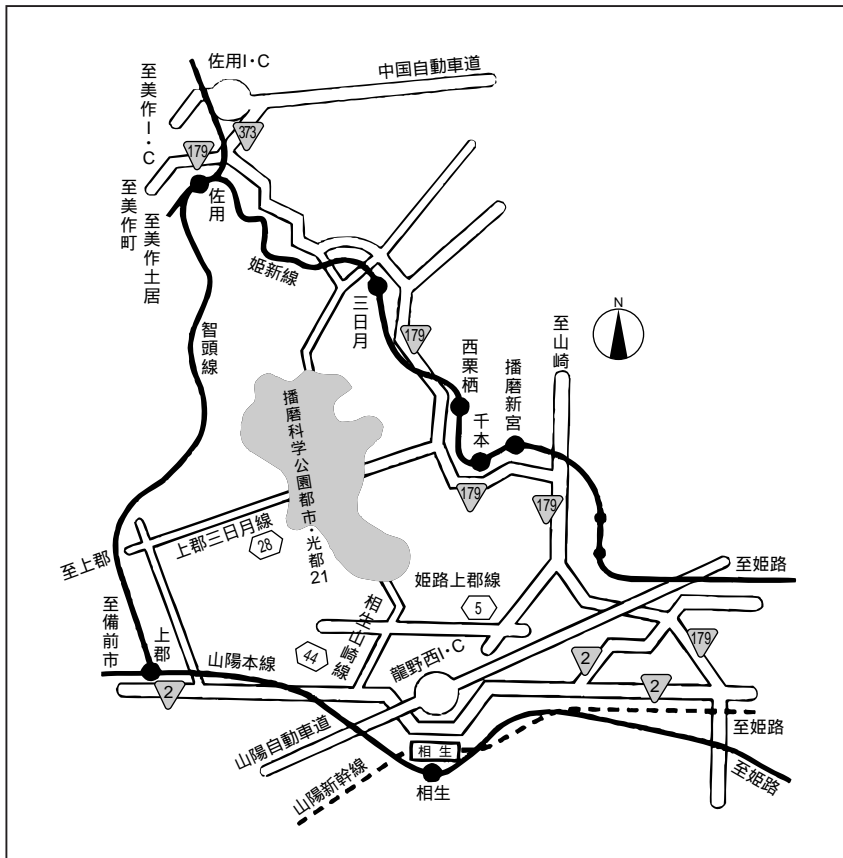 佐用I・C
中国自動車道
至美作I・C
373
179
佐用
至美作町
至美作土居
姫新線
三日月
179
智頭線
西栗栖
播磨新宮
至山崎
N
千本
播磨科学公園都市・光都21
179
179
上郡三日月線
28
至上郡
至備前市
上郡
姫路上郡線
5
至姫路
相生山崎線
44
山陽本線
龍野西I・C
2
179
2
2
山陽自動車道
相生
至姫路
山陽新幹線
相生
至姫路